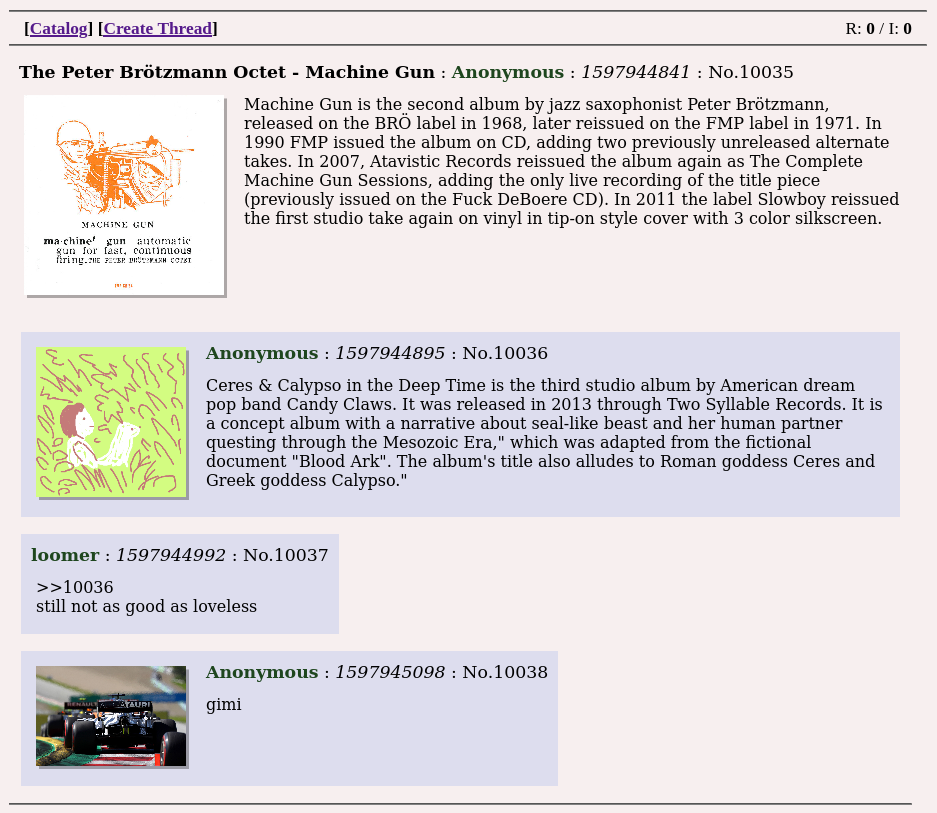 [Catalog] [Create Thread] R: 0 / I: 0
The Peter Brötzmann Octet - Machine Gun : Anonymous : 1597944841 : No.10035
Machine Gun is the second album by jazz saxophonist Peter Brötzmann,
released on the BRÖ label in 1968, later reissued on the FMP label in 1971. In
1990 FMP issued the album on CD, adding two previously unreleased alternate
takes. In 2007, Atavistic Records reissued the album again as The Complete
Machine Gun Sessions, adding the only live recording of the title piece
(previously issued on the Fuck DeBoere CD). In 2011 the label Slowboy reissued
the first studio take again on vinyl in tip-on style cover with 3 color silkscreen.
MACHINE GUN
ma·chine′ gun automatic
gun for fast, continuous
firing. THE PETER BRÖTZMANN OCTET
Anonymous : 1597944895 : No.10036
Ceres & Calypso in the Deep Time is the third studio album by American dream
pop band Candy Claws. It was released in 2013 through Two Syllable Records. It is
a concept album with a narrative about seal-like beast and her human partner
questing through the Mesozoic Era," which was adapted from the fictional
document "Blood Ark". The album's title also alludes to Roman goddess Ceres and
Greek goddess Calypso."
loomer : 1597944992 : No.10037
>>10036
still not as good as loveless
Anonymous : 1597945098 : No.10038
gimi